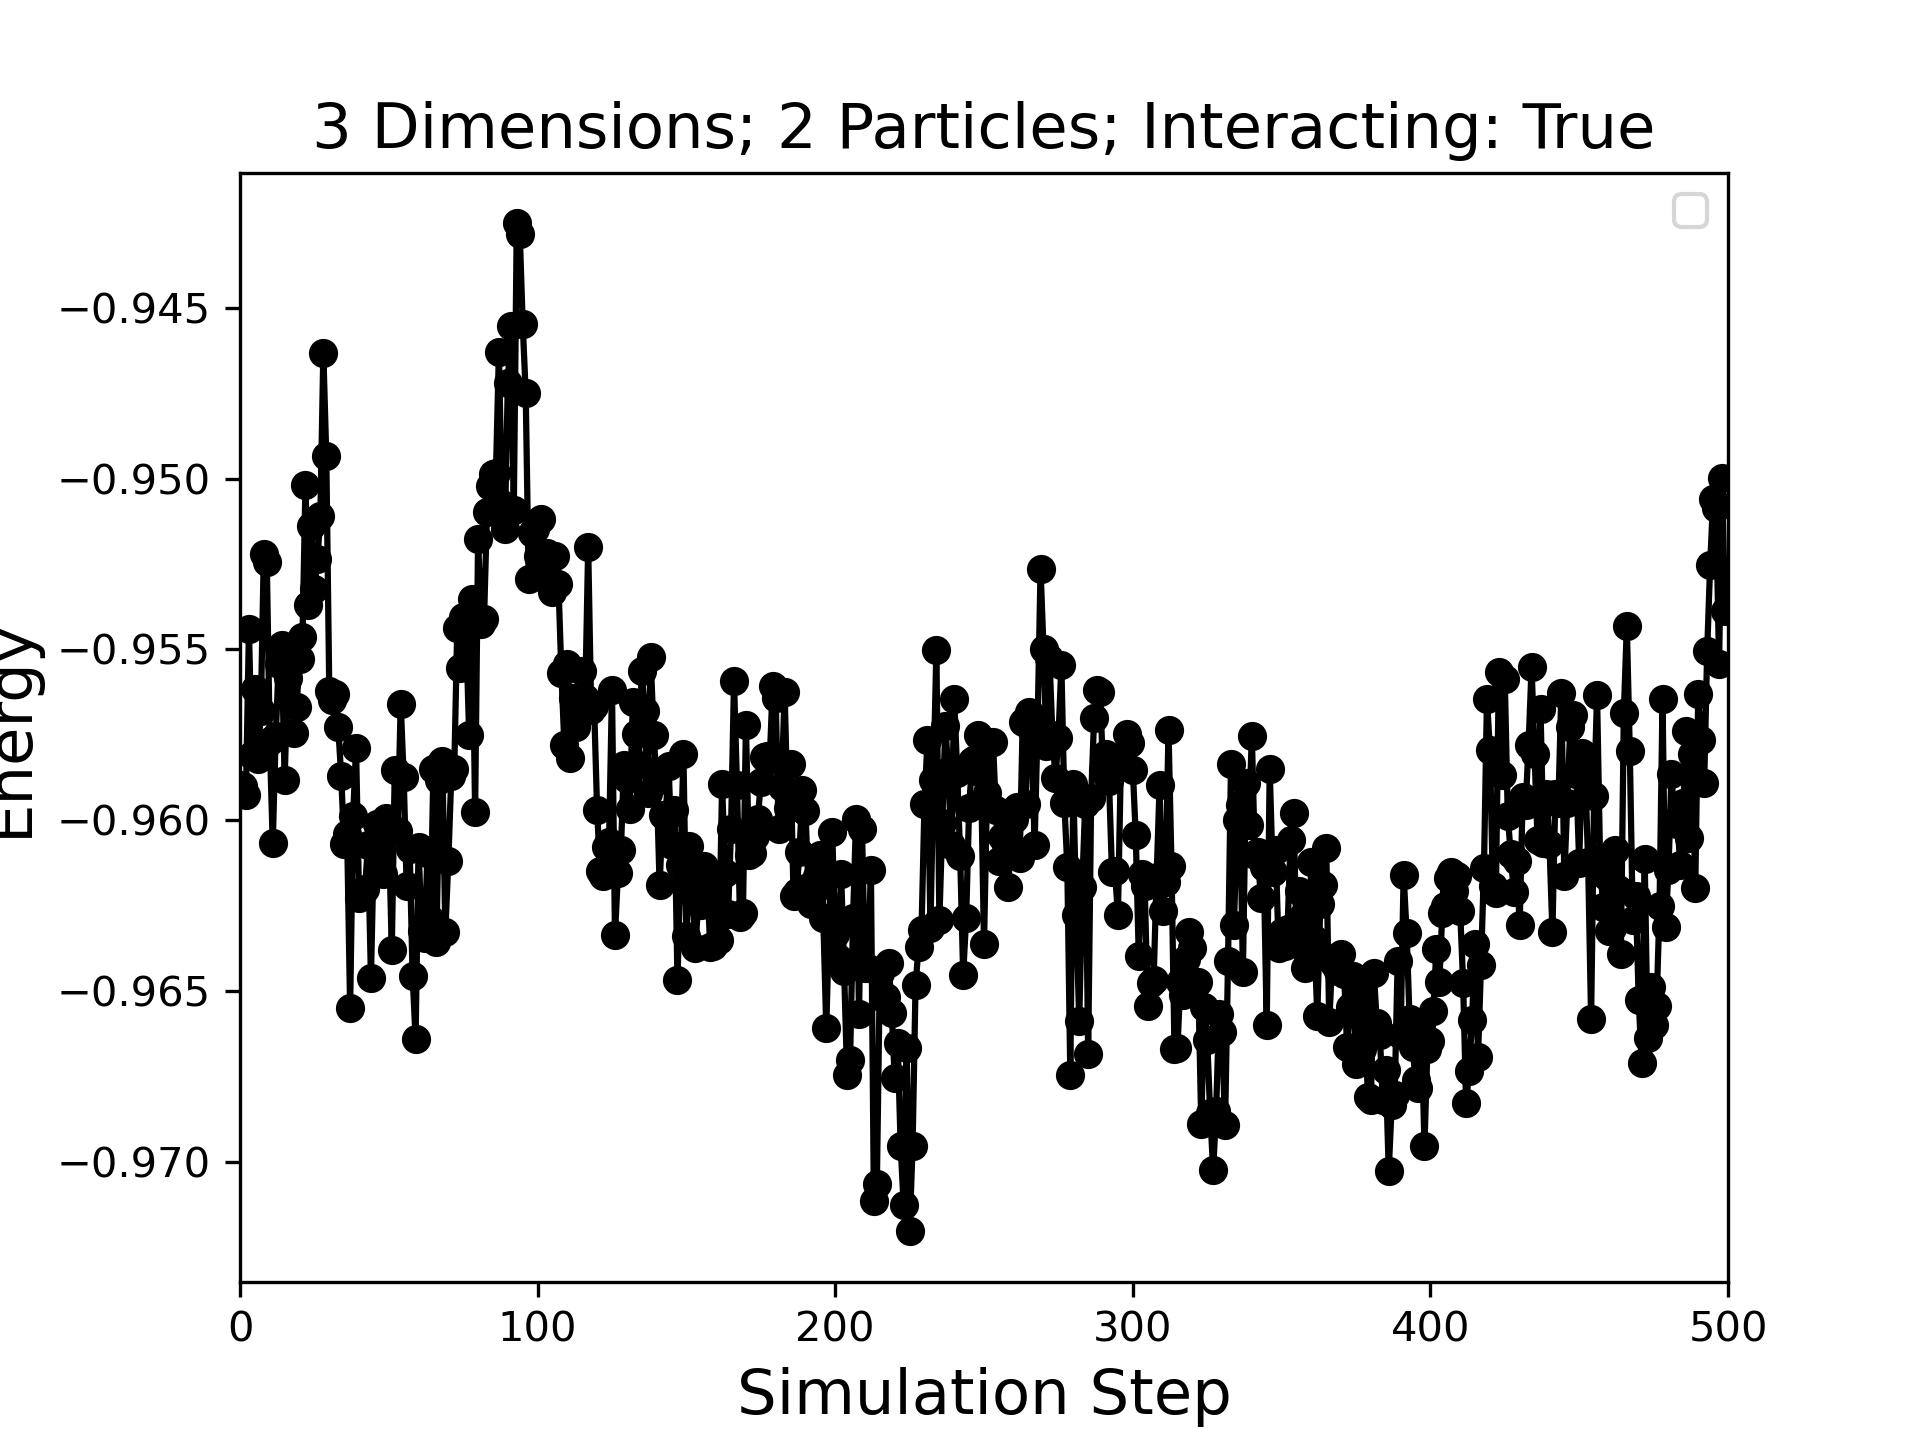 3 Dimensions; 2 Particles; Interacting: True
Energy
−0.945
−0.950
−0.955
−0.960
−0.965
−0.970
0 100 200 300 400 500
Simulation Step